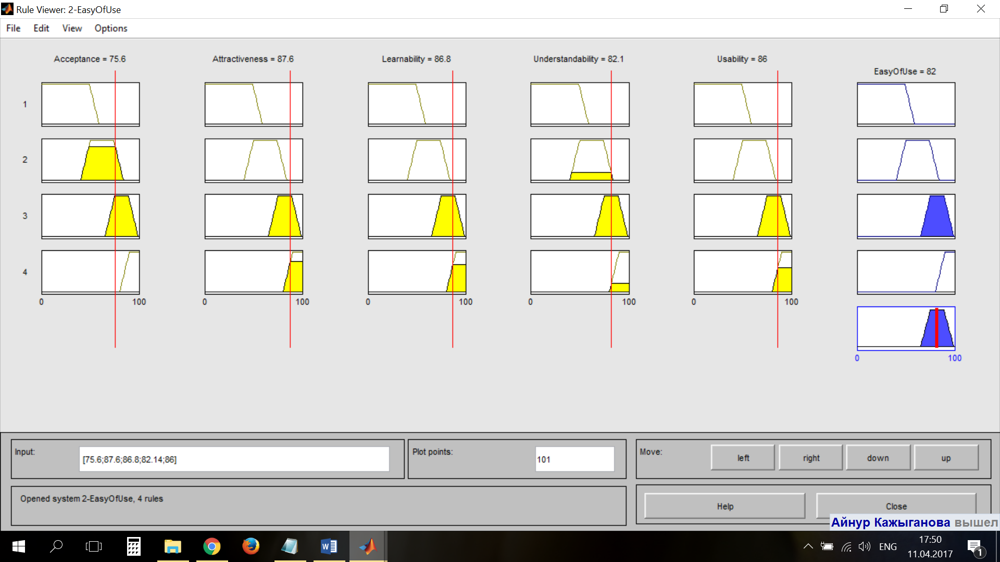 Rule Viewer: 2-EasyOfUse
File Edit View Options
Acceptance = 75.6
Attractiveness = 87.6
Learnability = 86.8
Understandability = 82.1
Usability = 86
EasyOfUse = 82
1
2
3
4
0 100
0 100
0 100
0 100
0 100
0 100
Input:
[75.6;87.6;86.8;82.14;86]
Plot points:
101
Move:
left
right
down
up
Opened system 2-EasyOfUse, 4 rules
Help
Close
Айнур Кажыганова вышел
ENG
17:50
11.04.2017
1